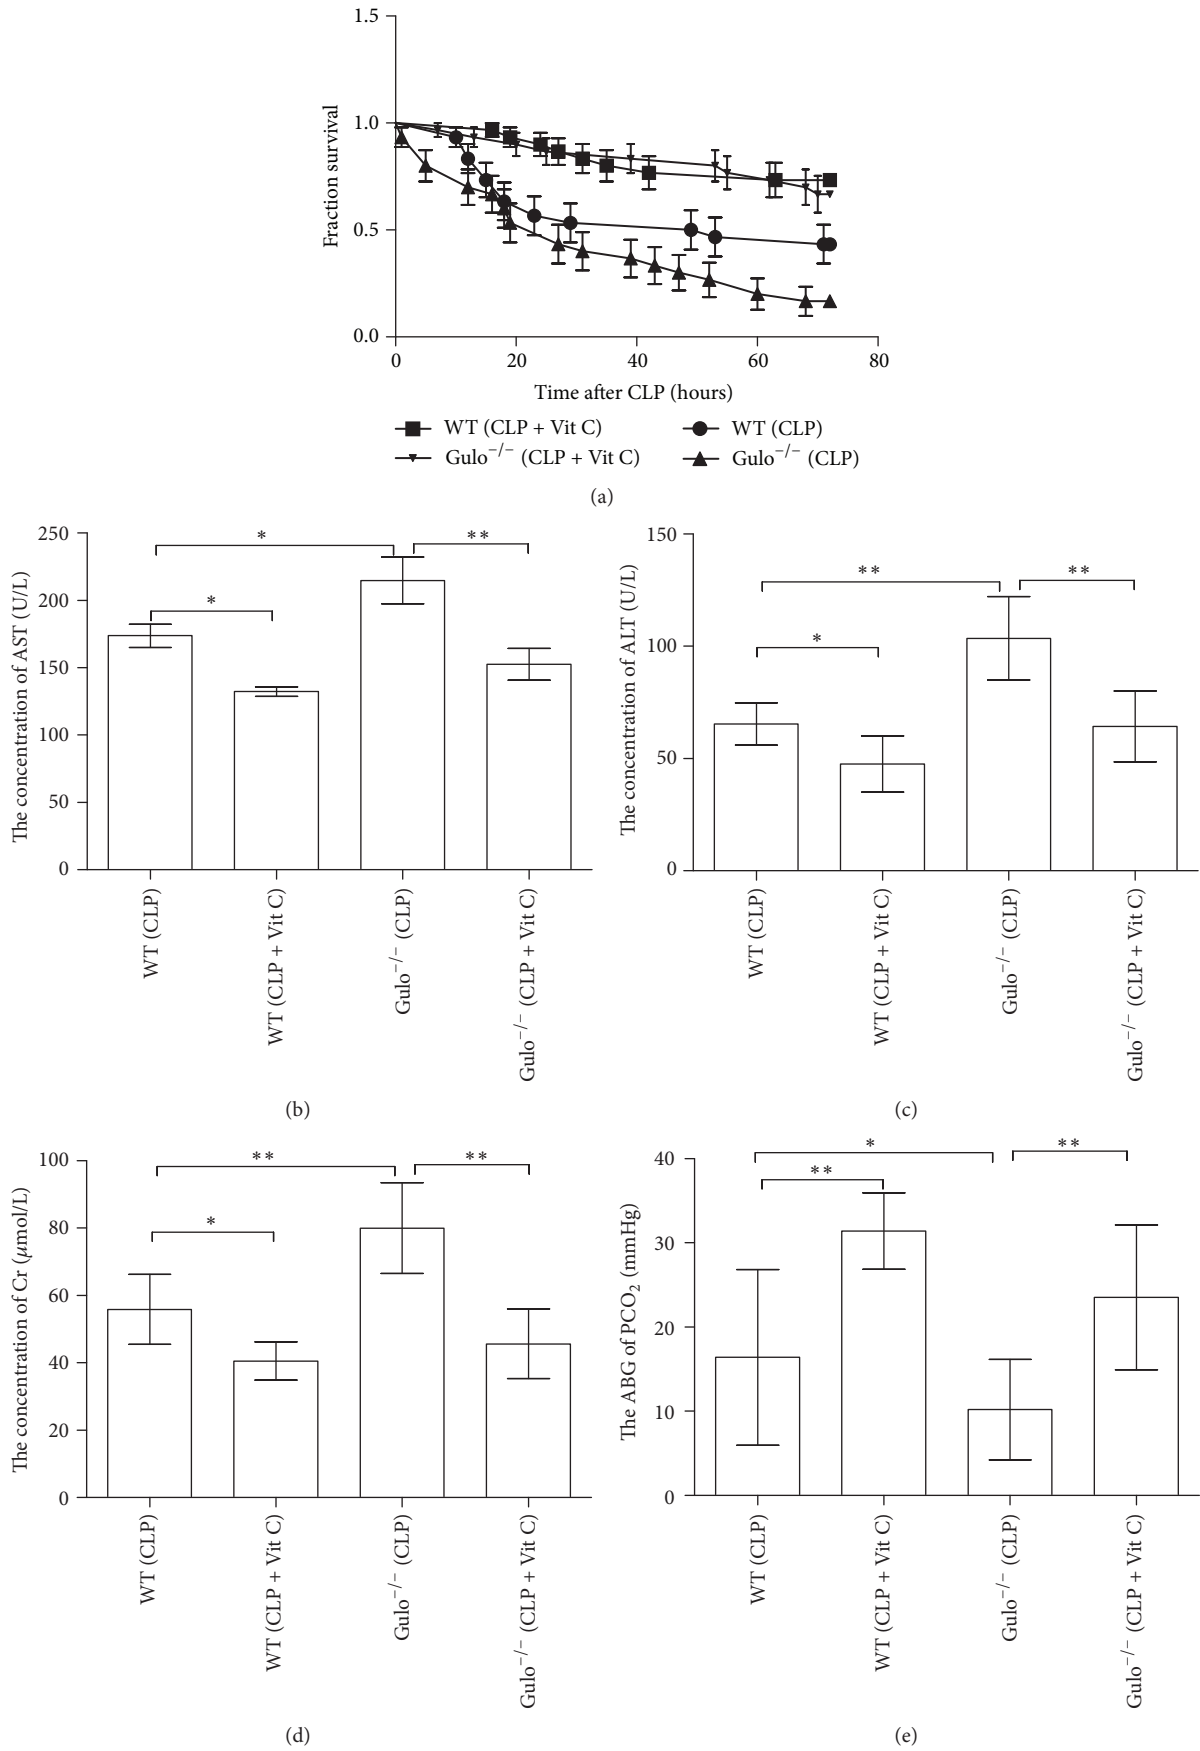 1.5
1.0
0.5
0.0
Fraction survival
0 20 40 60 80
Time after CLP (hours)
WT (CLP + Vit C) WT (CLP)
Gulo−/− (CLP + Vit C) Gulo−/− (CLP)
(a)
250
200
150
100
50
0
The concentration of AST (U/L)
* **
*
WT (CLP)
WT (CLP + Vit C)
Gulo−/− (CLP)
Gulo−/− (CLP + Vit C)
(b)
150
100
50
0
The concentration of ALT (U/L)
** **
*
WT (CLP)
WT (CLP + Vit C)
Gulo−/− (CLP)
Gulo−/− (CLP + Vit C)
(c)
100
80
60
40
20
0
The concentration of Cr (μmol/L)
** **
*
WT (CLP)
WT (CLP + Vit C)
Gulo−/− (CLP)
Gulo−/− (CLP + Vit C)
(d)
40
30
20
10
0
The ABG of PCO2 (mmHg)
* **
**
WT (CLP)
WT (CLP + Vit C)
Gulo−/− (CLP)
Gulo−/− (CLP + Vit C)
(e)